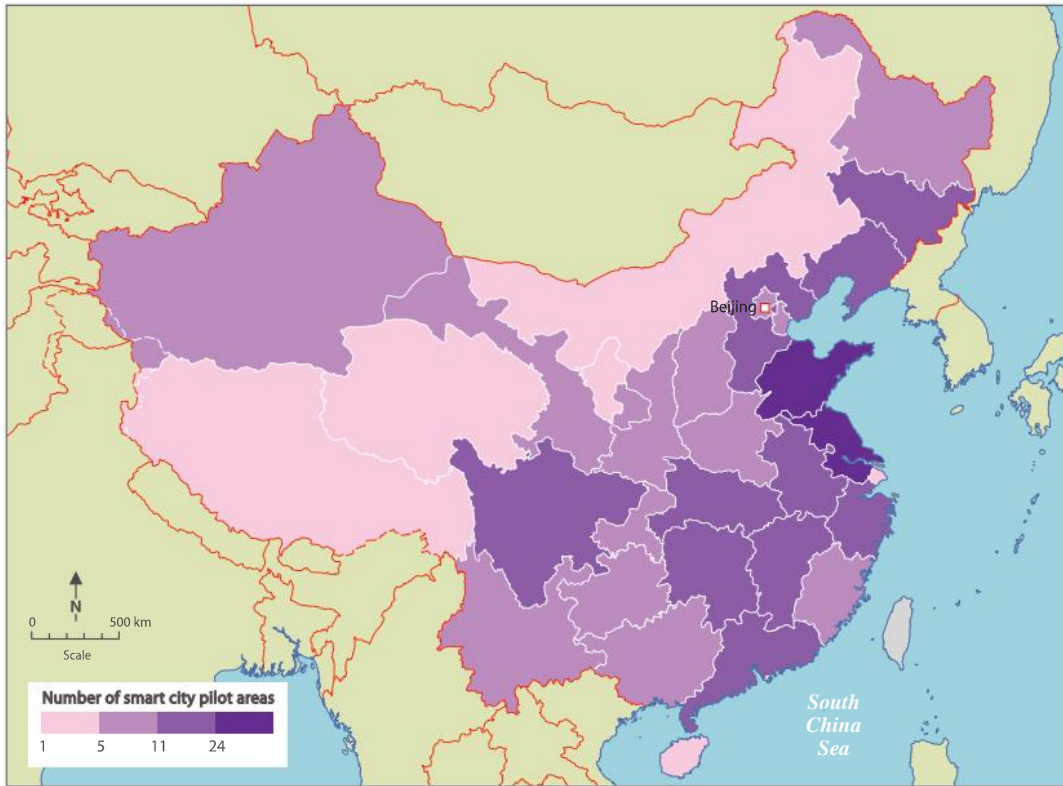 Beijing
N
0 500 km
Scale
Number of smart city pilot areas
1 5 11 24
South
China
Sea